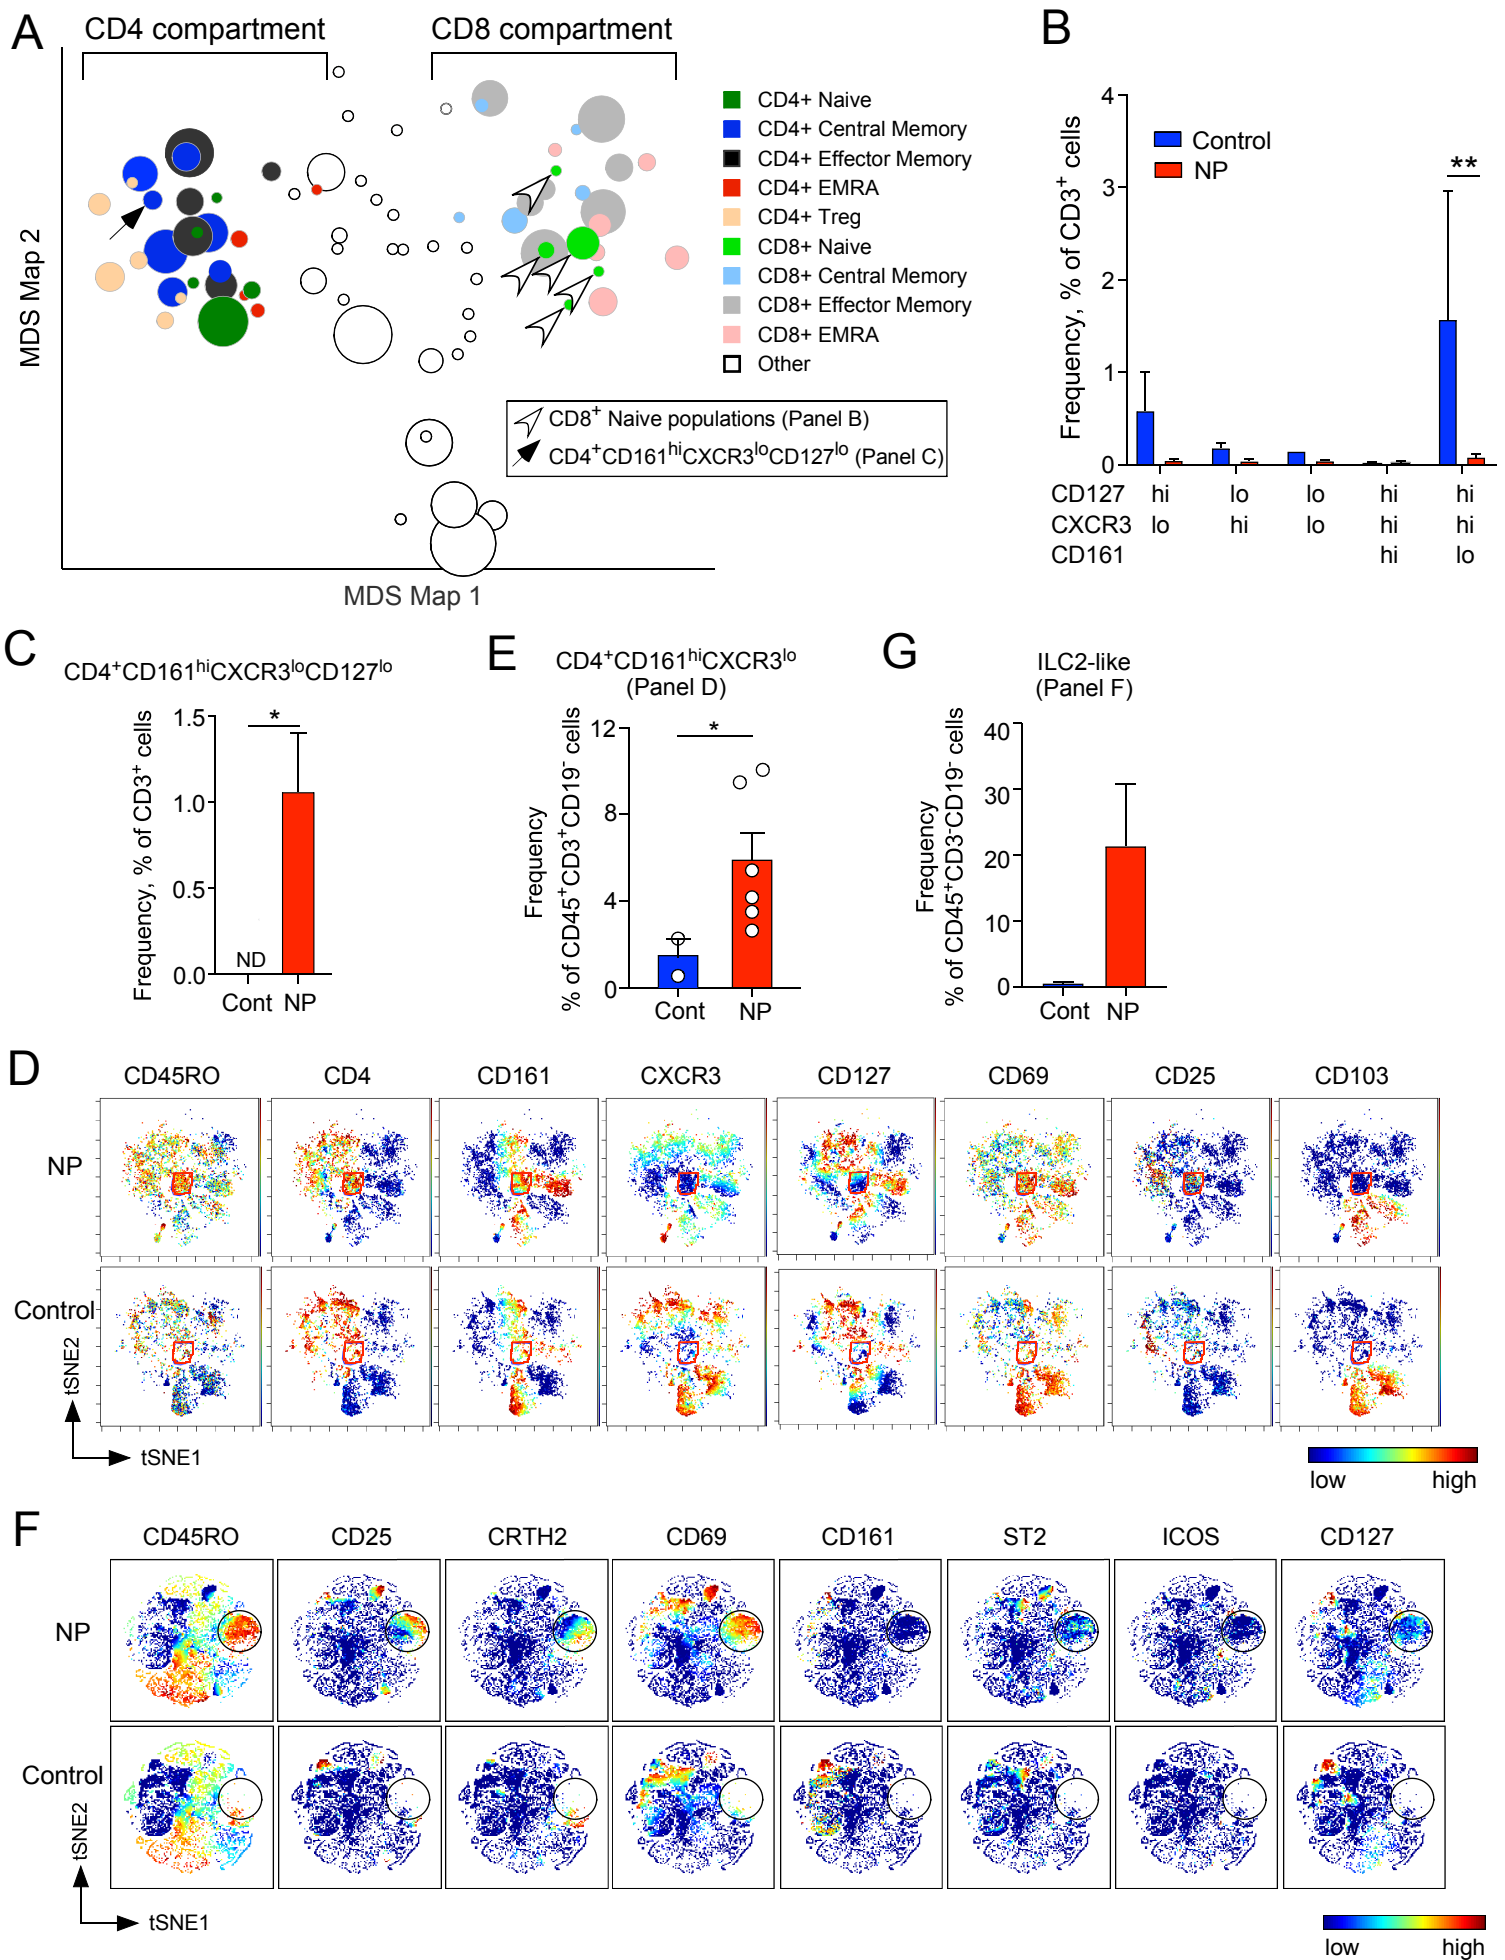 A
CD4 compartment
CD8 compartment
MDS Map 2
MDS Map 1
CD4+ Naive
CD4+ Central Memory
CD4+ Effector Memory
CD4+ EMRA
CD4+ Treg
CD8+ Naive
CD8+ Central Memory
CD8+ Effector Memory
CD8+ EMRA
Other
CD8+ Naive populations (Panel B)
CD4+CD161hiCXCR3loCD127lo (Panel C)
B
Frequency, % of CD3+ cells
4
3
2
1
0
Control
NP
**
CD127 hi lo lo hi hi
CXCR3 lo hi lo hi hi
CD161 hi lo
C
CD4+CD161hiCXCR3loCD127lo
Frequency, % of CD3+ cells
1.5
1.0
0.5
0.0
*
ND
Cont NP
E
CD4+CD161hiCXCR3lo
(Panel D)
Frequency
% of CD45+CD3+CD19- cells
12
8
4
0
*
Cont NP
G
ILC2-like
(Panel F)
Frequency
% of CD45+CD3-CD19- cells
40
30
20
10
0
Cont NP
D
CD45RO CD4 CD161 CXCR3 CD127 CD69 CD25 CD103
NP
Control
tSNE2
tSNE1
low high
F
CD45RO CD25 CRTH2 CD69 CD161 ST2 ICOS CD127
NP
Control
tSNE2
tSNE1
low high